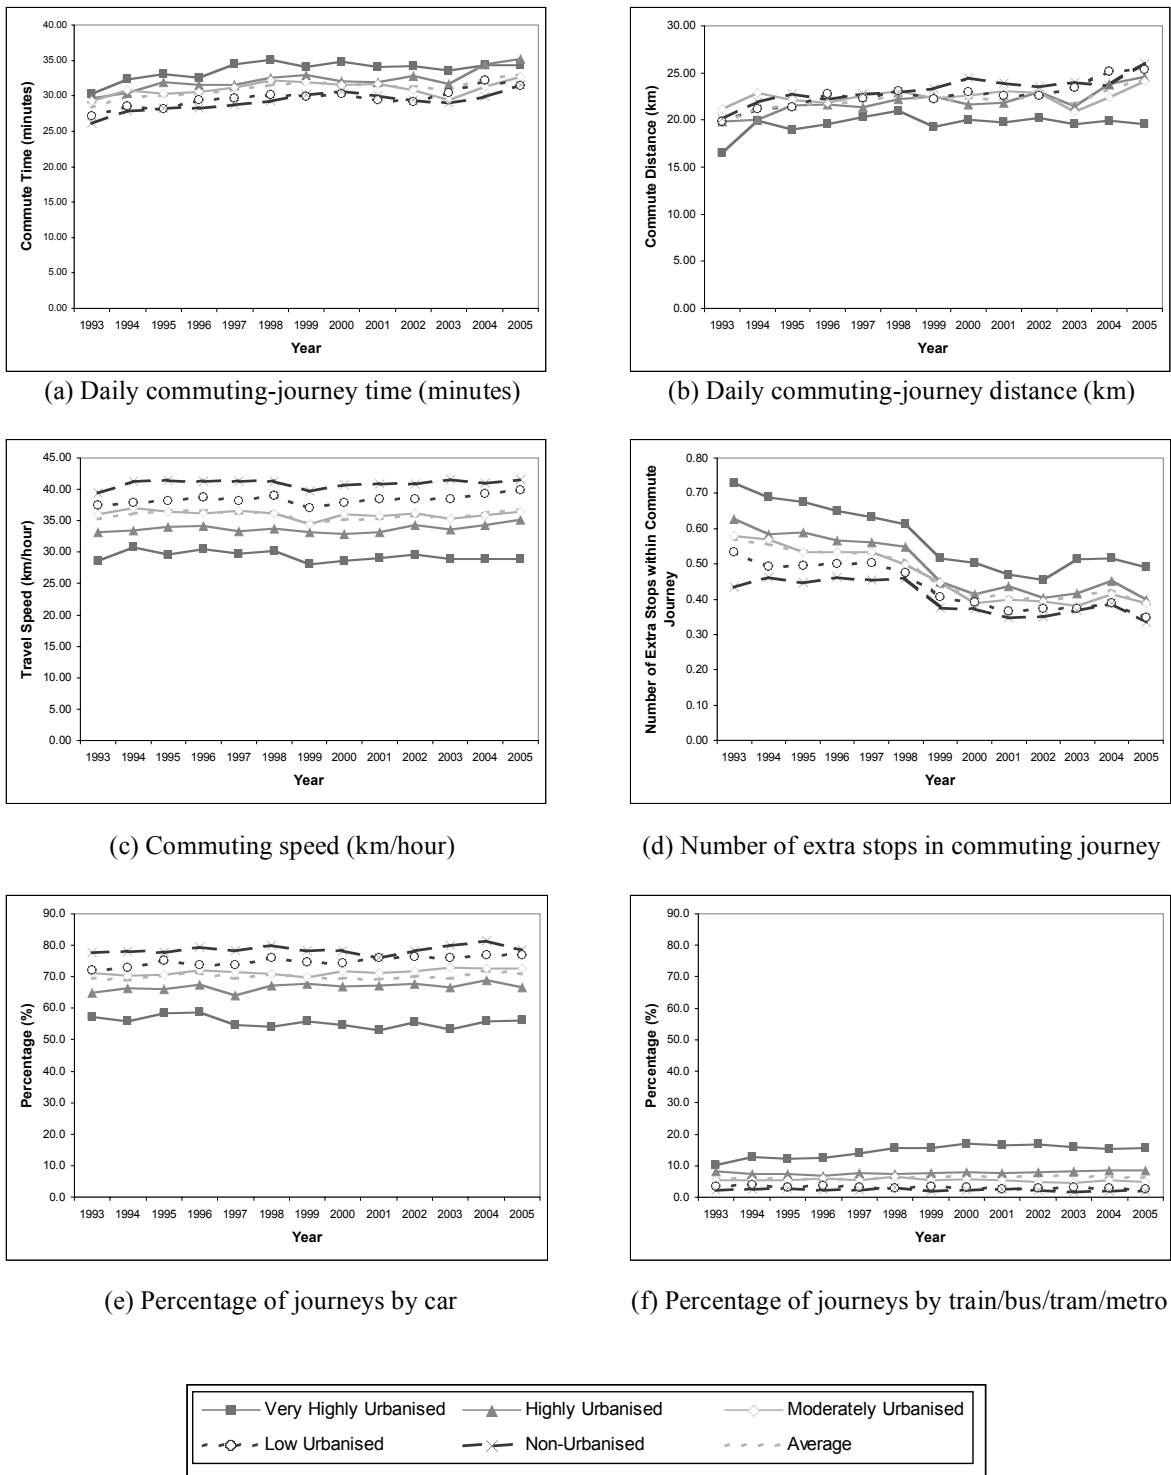 40.00
35.00
30.00
25.00
20.00
15.00
10.00
5.00
0.00
Commute Time (minutes)
1993 1994 1995 1996 1997 1998 1999 2000 2001 2002 2003 2004 2005
Year
(a) Daily commuting-journey time (minutes)
30.00
25.00
20.00
15.00
10.00
5.00
0.00
Commute Distance (km)
1993 1994 1995 1996 1997 1998 1999 2000 2001 2002 2003 2004 2005
Year
(b) Daily commuting-journey distance (km)
45.00
40.00
35.00
30.00
25.00
20.00
15.00
10.00
5.00
0.00
Travel Speed (km/hour)
1993 1994 1995 1996 1997 1998 1999 2000 2001 2002 2003 2004 2005
Year
(c) Commuting speed (km/hour)
0.80
0.70
0.60
0.50
0.40
0.30
0.20
0.10
0.00
Number of Extra Stops within Commute
Journey
1993 1994 1995 1996 1997 1998 1999 2000 2001 2002 2003 2004 2005
Year
(d) Number of extra stops in commuting journey
90.0
80.0
70.0
60.0
50.0
40.0
30.0
20.0
10.0
0.0
Percentage (%)
1993 1994 1995 1996 1997 1998 1999 2000 2001 2002 2003 2004 2005
Year
(e) Percentage of journeys by car
90.0
80.0
70.0
60.0
50.0
40.0
30.0
20.0
10.0
0.0
Percentage (%)
1993 1994 1995 1996 1997 1998 1999 2000 2001 2002 2003 2004 2005
Year
(f) Percentage of journeys by train/bus/tram/metro
Very Highly Urbanised Highly Urbanised Moderately Urbanised
Low Urbanised Non-Urbanised Average